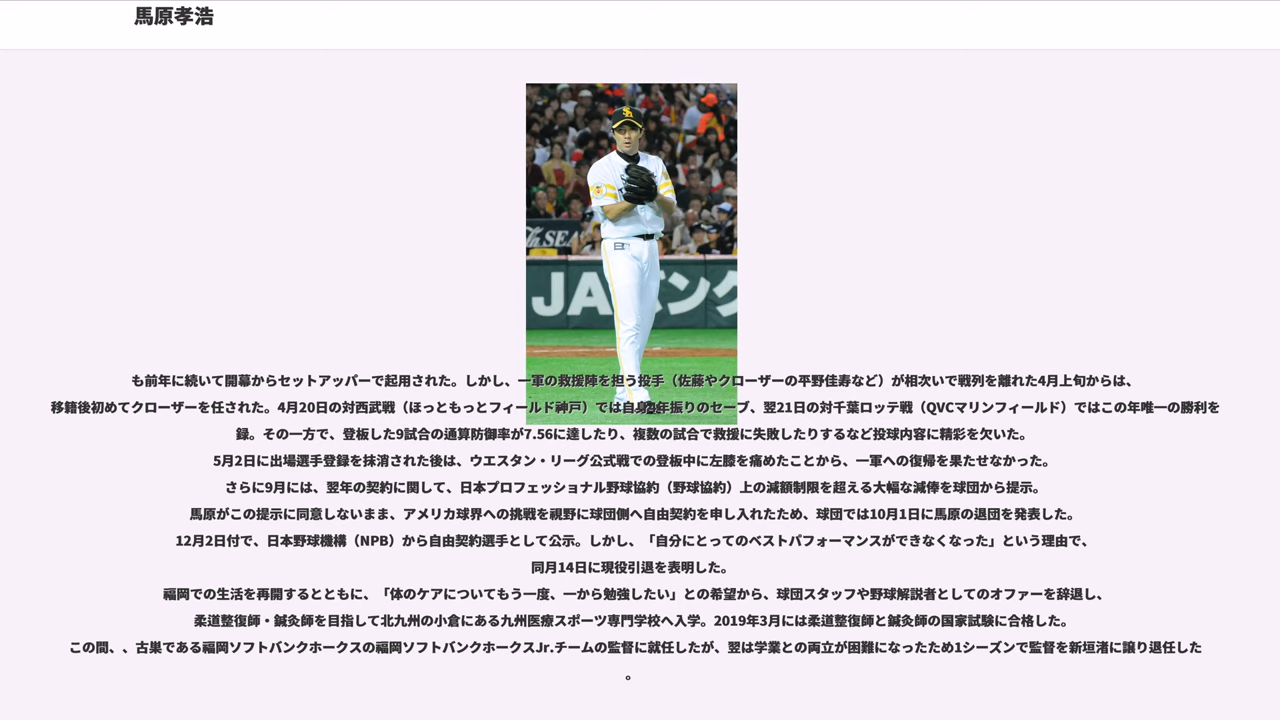 馬原孝浩
SEA
JAバンク
も前年に続いて開幕からセットアッパーで起用された。しかし、一軍の救援陣を担う投手（佐藤やクローザーの平野佳寿など）が相次いで戦列を離れた4月上旬からは、
移籍後初めてクローザーを任された。4月20日の対西武戦（ほっともっとフィールド神戸）では自身2年振りのセーブ、翌21日の対千葉ロッテ戦（QVCマリンフィールド）ではこの年唯一の勝利を
録。その一方で、登板した9試合の通算防御率が7.56に達したり、複数の試合で救援に失敗したりするなど投球内容に精彩を欠いた。
5月2日に出場選手登録を抹消された後は、ウエスタン・リーグ公式戦での登板中に左膝を痛めたことから、一軍への復帰を果たせなかった。
さらに9月には、翌年の契約に関して、日本プロフェッショナル野球協約（野球協約）上の減額制限を超える大幅な減俸を球団から提示。
馬原がこの提示に同意しないまま、アメリカ球界への挑戦を視野に球団側へ自由契約を申し入れたため、球団では10月1日に馬原の退団を発表した。
12月2日付で、日本野球機構（NPB）から自由契約選手として公示。しかし、「自分にとってのベストパフォーマンスができなくなった」という理由で、
同月14日に現役引退を表明した。
福岡での生活を再開するとともに、「体のケアについてもう一度、一から勉強したい」との希望から、球団スタッフや野球解説者としてのオファーを辞退し、
柔道整復師・鍼灸師を目指して北九州の小倉にある九州医療スポーツ専門学校へ入学。2019年3月には柔道整復師と鍼灸師の国家試験に合格した。
この間、、古巣である福岡ソフトバンクホークスの福岡ソフトバンクホークスJr.チームの監督に就任したが、翌は学業との両立が困難になったため1シーズンで監督を新垣渚に譲り退任した
。